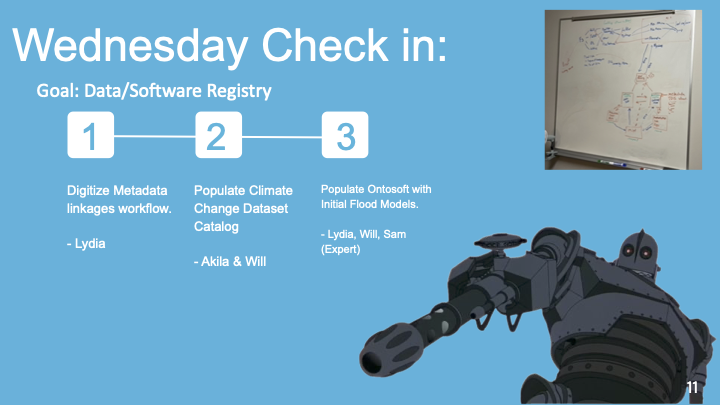 Wednesday Check in:
Goal: Data/Software Registry
1
2
3
Digitize Metadata
linkages workflow.
- Lydia
Populate Climate
Change Dataset
Catalog
- Akila & Will
Populate Ontosoft with
Initial Flood Models.
- Lydia, Will, Sam
(Expert)
11